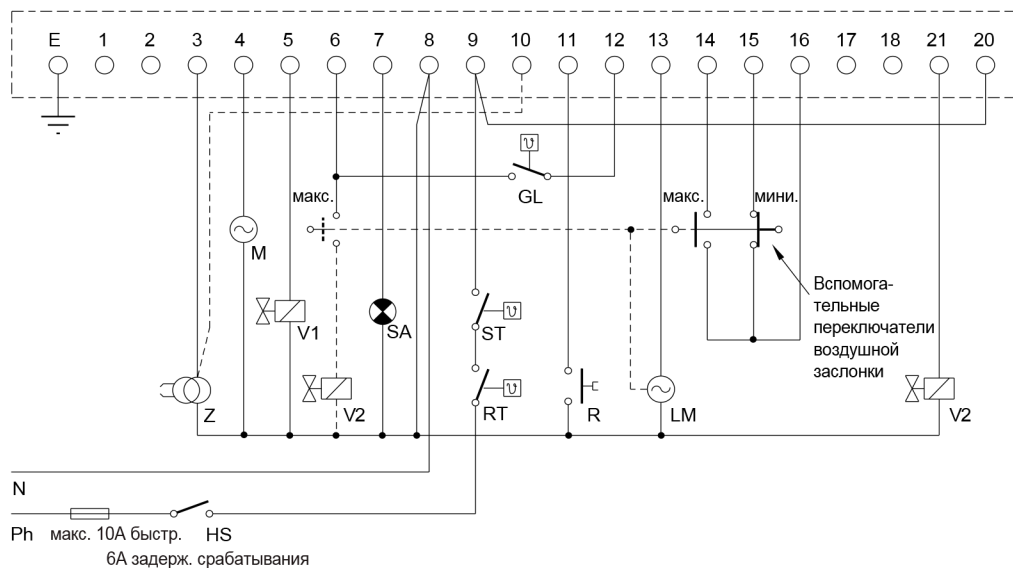 E 1 2 3 4 5 6 7 8 9 10 11 12 13 14 15 16 17 18 21 20
ϑ
GL
макс.
макс.
мини.
M
Вспомога-
тельные
переключатели
воздушной
заслонки
V1
SA
ST
ϑ
Z
V2
RT
ϑ
R
LM
V2
N
Ph макс. 10А быстр. HS
6А задерж. срабатывания